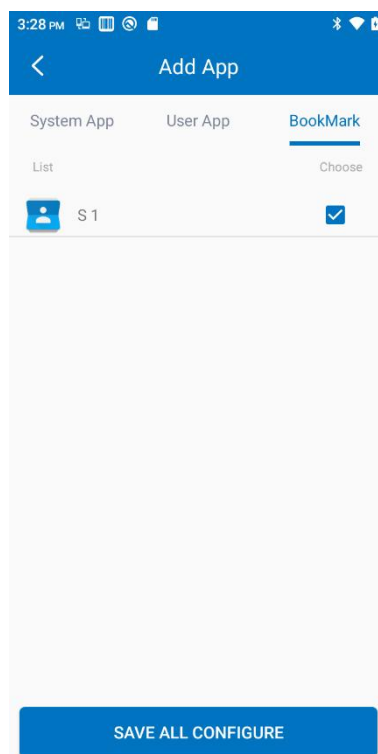 3:28 PM
Add App
System App User App BookMark
List Choose
S 1
SAVE ALL CONFIGURE